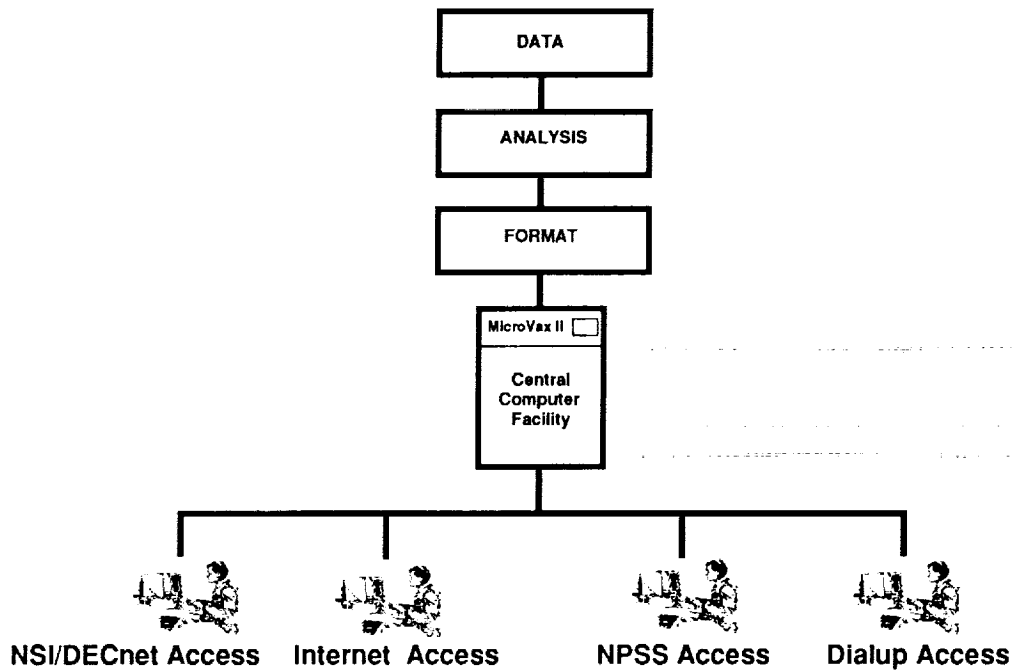 DATA
ANALYSIS
FORMAT
MicroVax II
Central
Computer
Facility
NSI/DECnet Access Internet Access NPSS Access Dialup Access